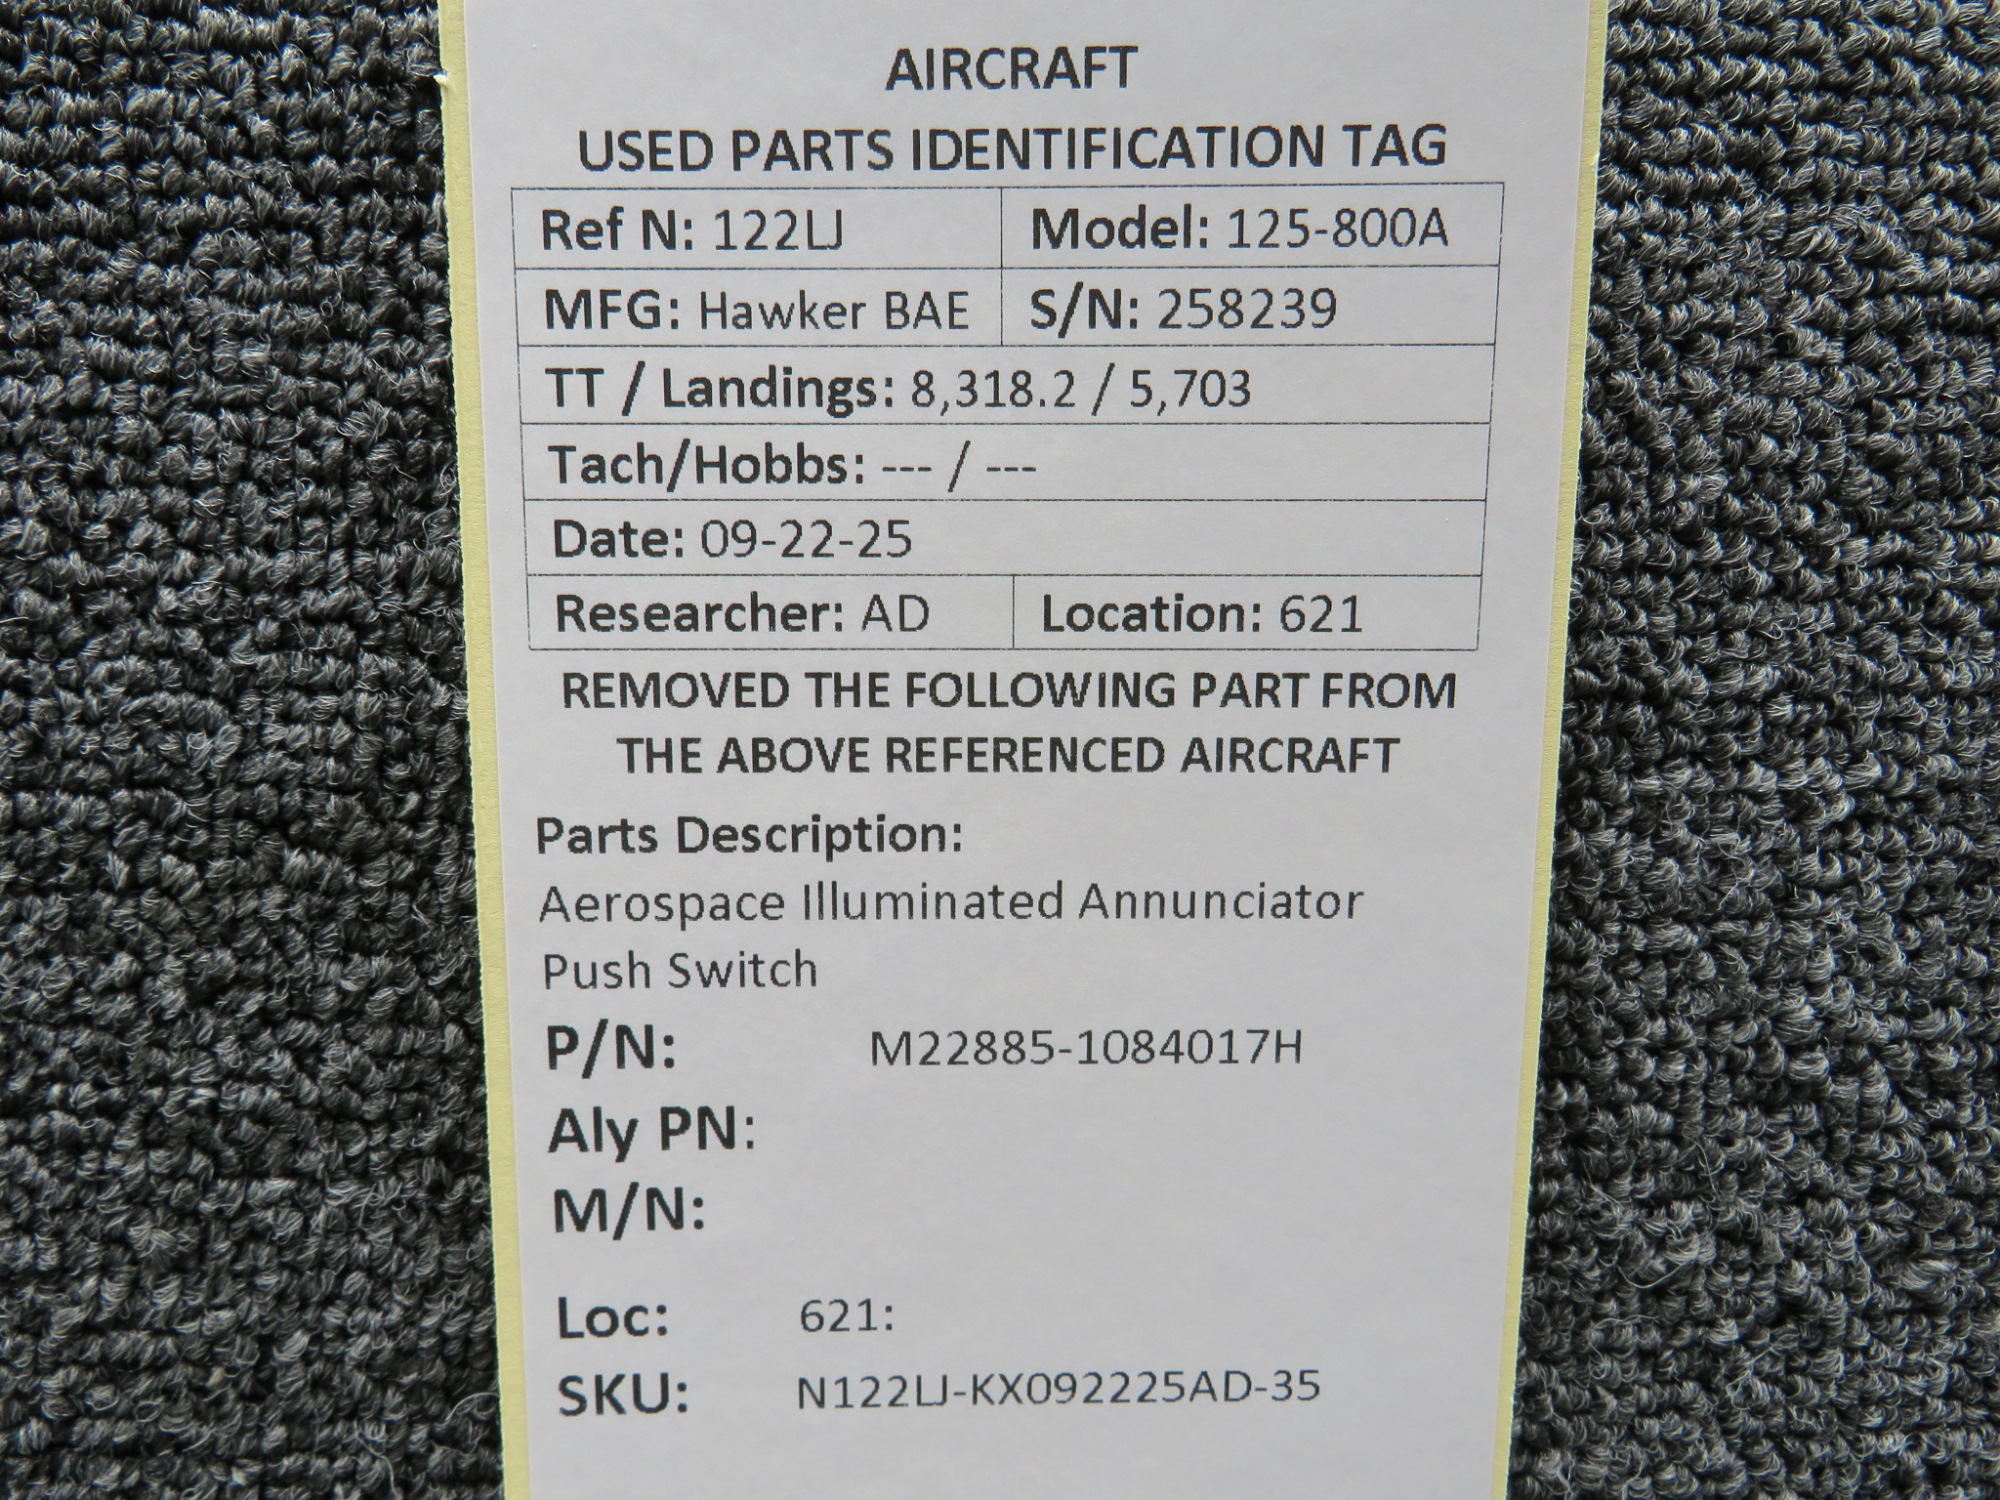 AIRCRAFT
USED PARTS IDENTIFICATION TAG
Ref N: 122LJ Model: 125-800A
MFG: Hawker BAE S/N: 258239
TT / Landings: 8,318.2 / 5,703
Tach/Hobbs: --- / ---
Date: 09-22-25
Researcher: AD Location: 621
REMOVED THE FOLLOWING PART FROM
THE ABOVE REFERENCED AIRCRAFT
Parts Description:
Aerospace Illuminated Annunciator
Push Switch
P/N: M22885-1084017H
Aly PN:
M/N:
Loc: 621:
SKU: N122LJ-KX092225AD-35